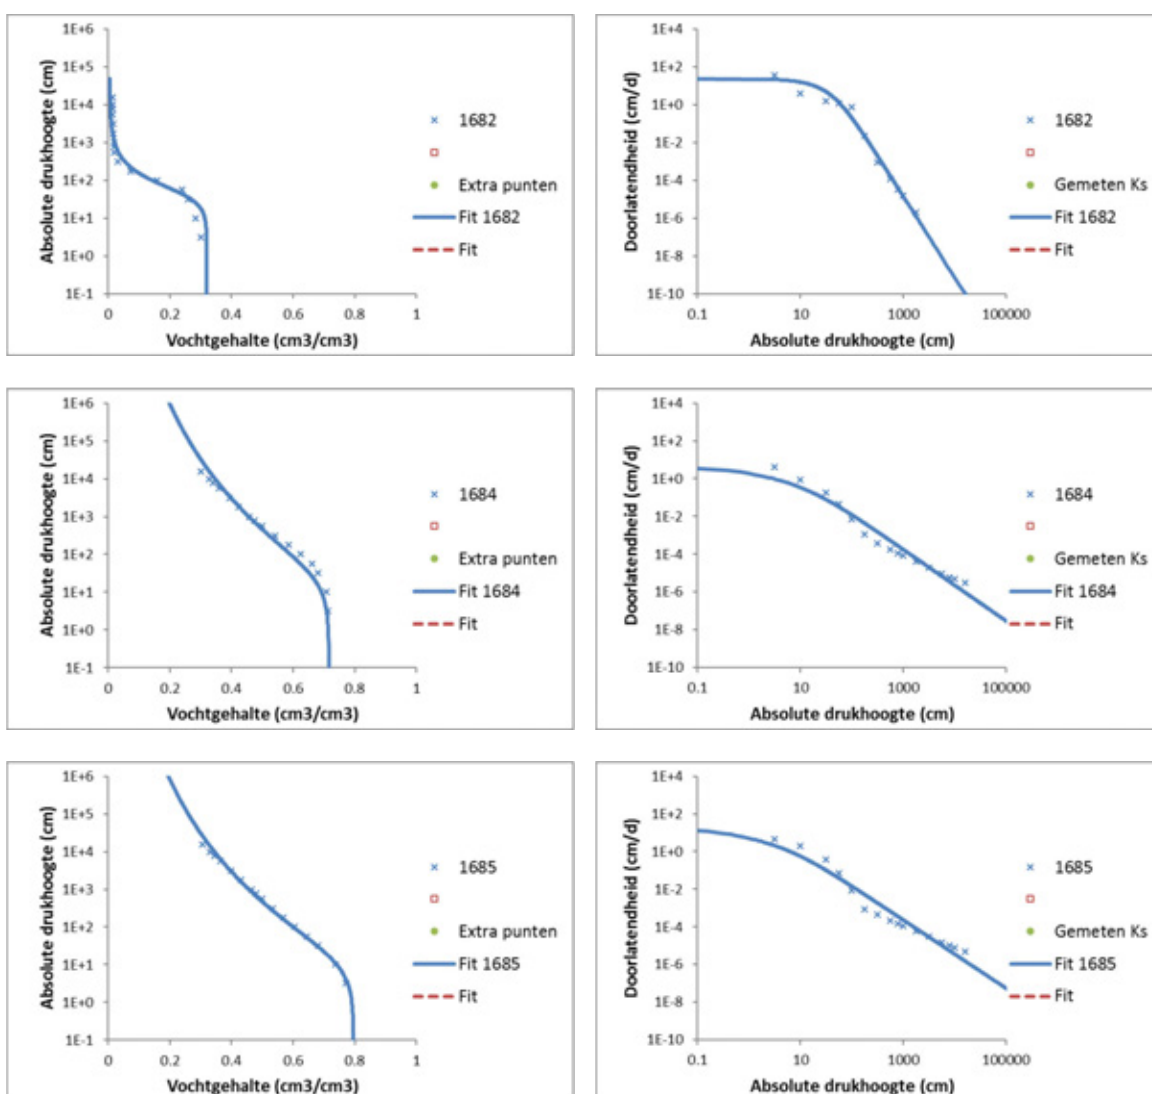 1E+6
1E+5
1E+4
1E+3
1E+2
1E+1
1E+0
1E-1
Absolute drukhoogte (cm)
0 0.2 0.4 0.6 0.8 1
Vochtgehalte (cm3/cm3)
1682
Extra punten
Fit 1682
Fit
1E+4
1E+2
1E+0
1E-2
1E-4
1E-6
1E-8
1E-10
Doorlatendheid (cm/d)
0.1 10 1000 100000
Absolute drukhoogte (cm)
1682
Gemeten Ks
Fit 1682
Fit
1E+6
1E+5
1E+4
1E+3
1E+2
1E+1
1E+0
1E-1
Absolute drukhoogte (cm)
0 0.2 0.4 0.6 0.8 1
Vochtgehalte (cm3/cm3)
1684
Extra punten
Fit 1684
Fit
1E+4
1E+2
1E+0
1E-2
1E-4
1E-6
1E-8
1E-10
Doorlatendheid (cm/d)
0.1 10 1000 100000
Absolute drukhoogte (cm)
1684
Gemeten Ks
Fit 1684
Fit
1E+6
1E+5
1E+4
1E+3
1E+2
1E+1
1E+0
1E-1
Absolute drukhoogte (cm)
0 0.2 0.4 0.6 0.8 1
Vochtgehalte (cm3/cm3)
1685
Extra punten
Fit 1685
Fit
1E+4
1E+2
1E+0
1E-2
1E-4
1E-6
1E-8
1E-10
Doorlatendheid (cm/d)
0.1 10 1000 100000
Absolute drukhoogte (cm)
1685
Gemeten Ks
Fit 1685
Fit